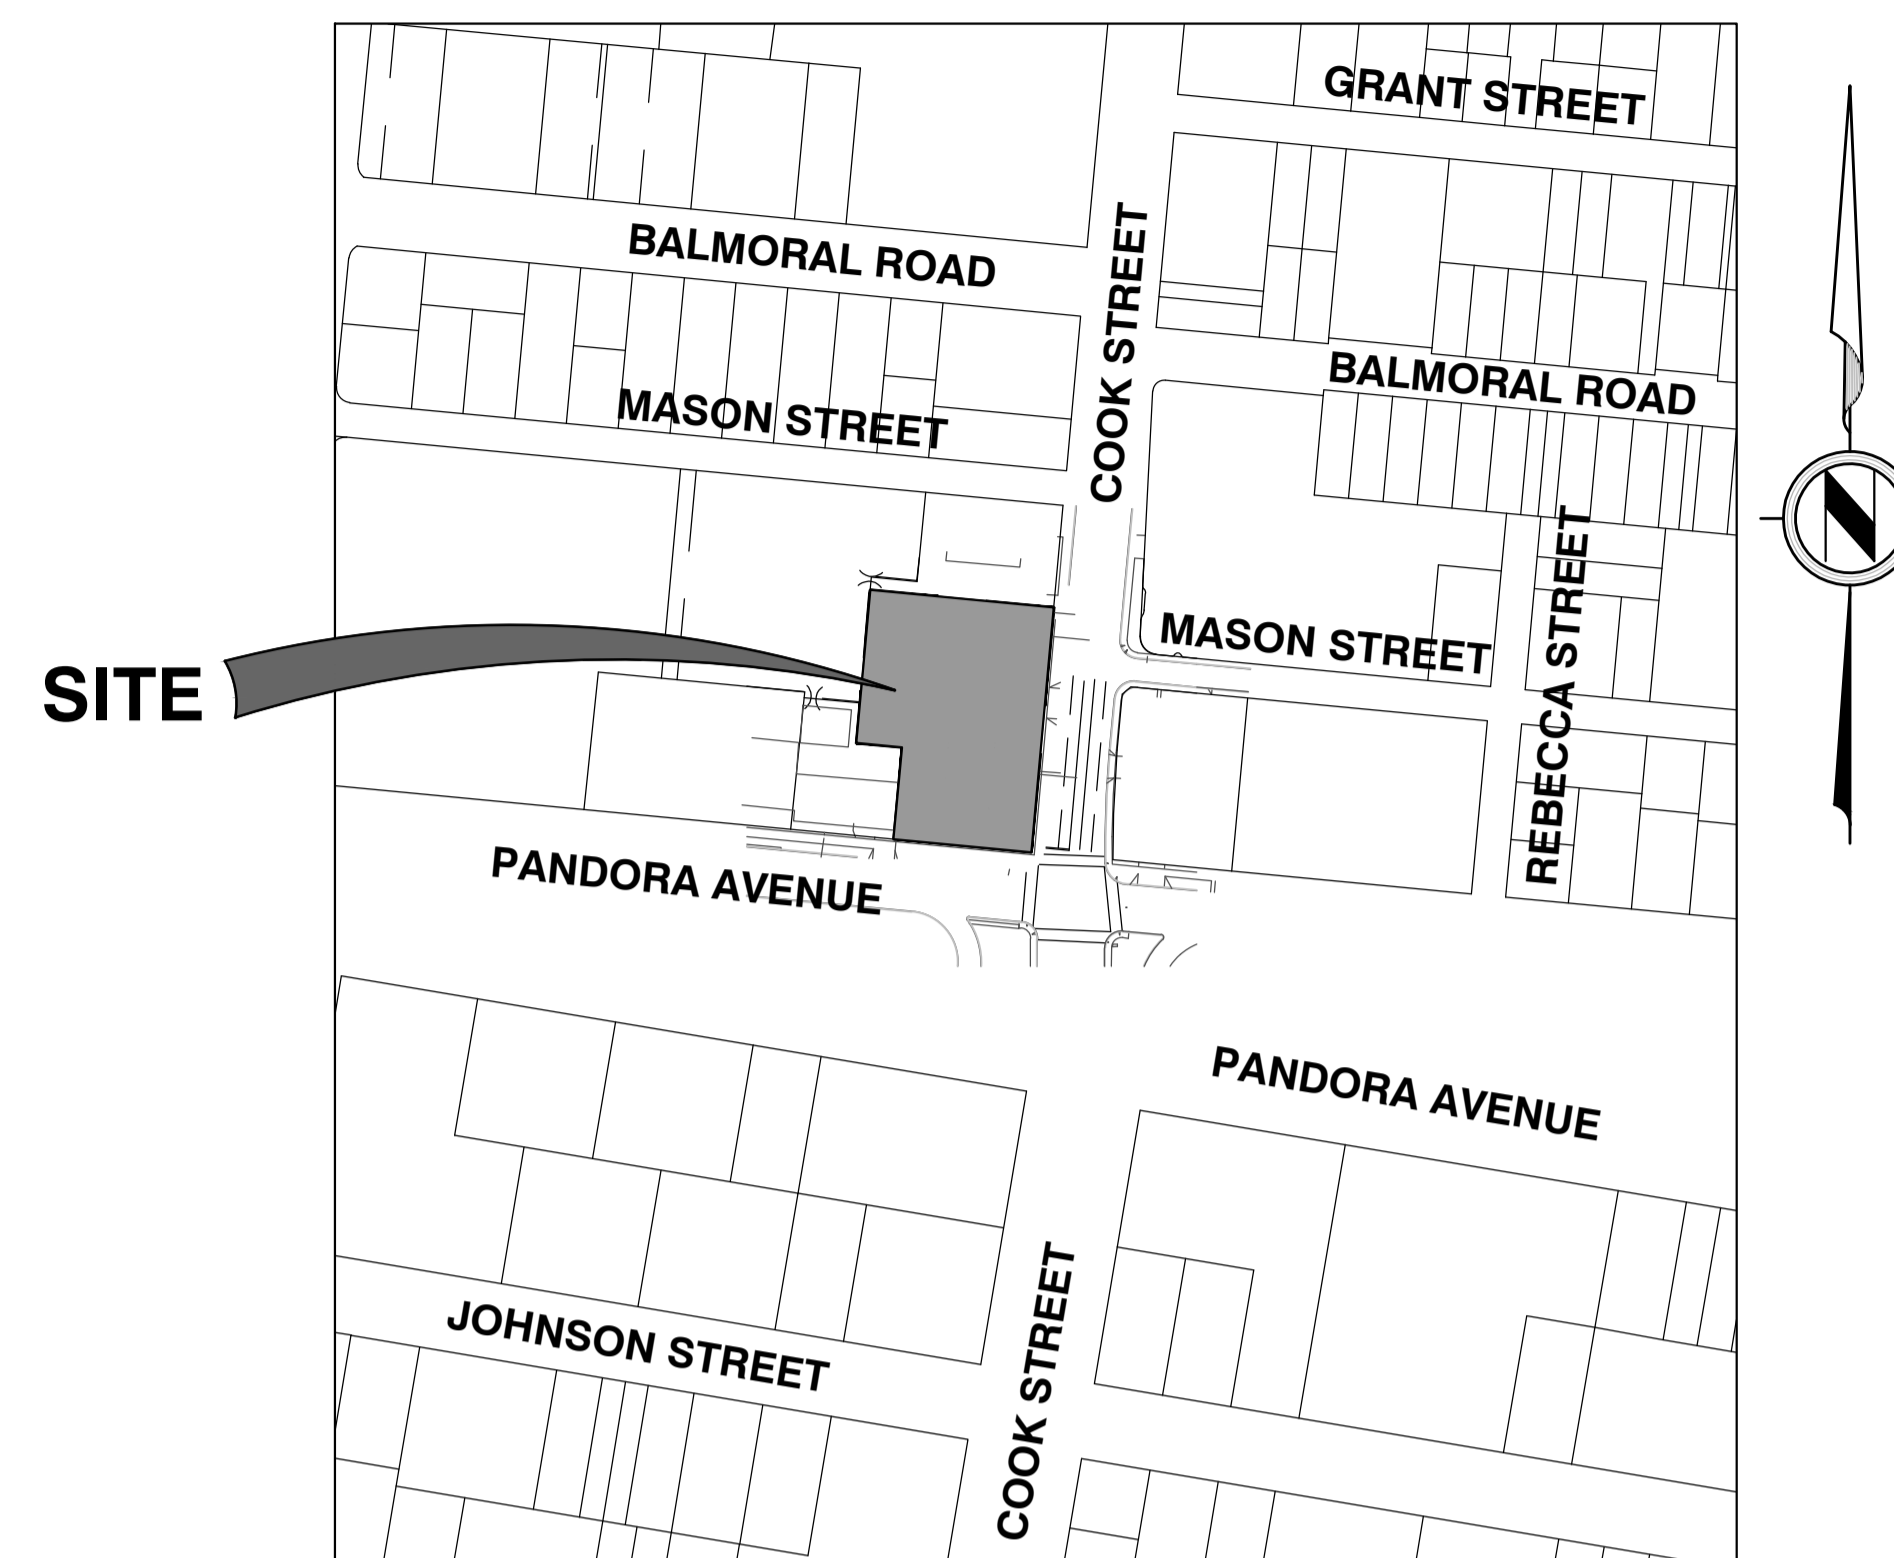 GRANT STREET
BALMORAL ROAD
COOK STREET
BALMORAL ROAD
MASON STREET
N
MASON STREET
REBECCA STREET
SITE
PANDORA AVENUE
PANDORA AVENUE
JOHNSON STREET
COOK STREET